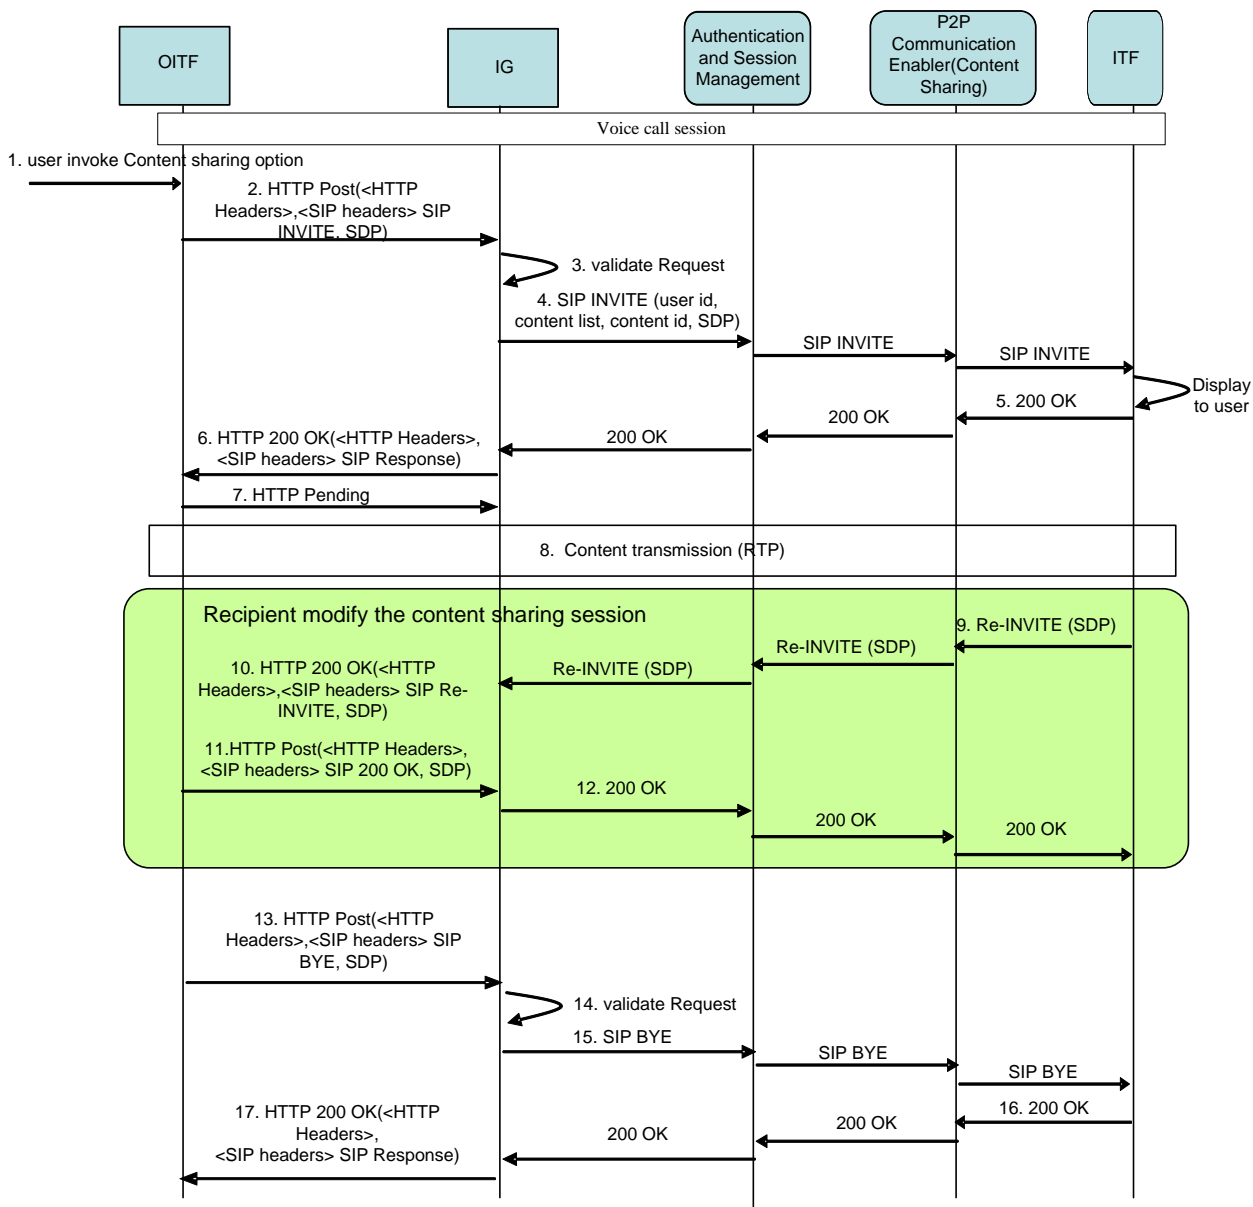 OITF
IG
Authentication
and Session
Management
P2P
Communication
Enabler(Content
Sharing)
ITF
Voice call session
1. user invoke Content sharing option
2. HTTP Post(<HTTP
Headers>,<SIP headers> SIP
INVITE, SDP)
3. validate Request
4. SIP INVITE (user id,
content list, content id, SDP)
SIP INVITE
SIP INVITE
Display
to user
5. 200 OK
200 OK
200 OK
6. HTTP 200 OK(<HTTP Headers>,
<SIP headers> SIP Response)
7. HTTP Pending
8. Content transmission (RTP)
Recipient modify the content sharing session
9. Re-INVITE (SDP)
Re-INVITE (SDP)
Re-INVITE (SDP)
10. HTTP 200 OK(<HTTP
Headers>,<SIP headers> SIP Re-
INVITE, SDP)
11.HTTP Post(<HTTP Headers>,
<SIP headers> SIP 200 OK, SDP)
12. 200 OK
200 OK
200 OK
13. HTTP Post(<HTTP
Headers>,<SIP headers> SIP
BYE, SDP)
14. validate Request
15. SIP BYE
SIP BYE
SIP BYE
16. 200 OK
200 OK
200 OK
17. HTTP 200 OK(<HTTP
Headers>,
<SIP headers> SIP Response)